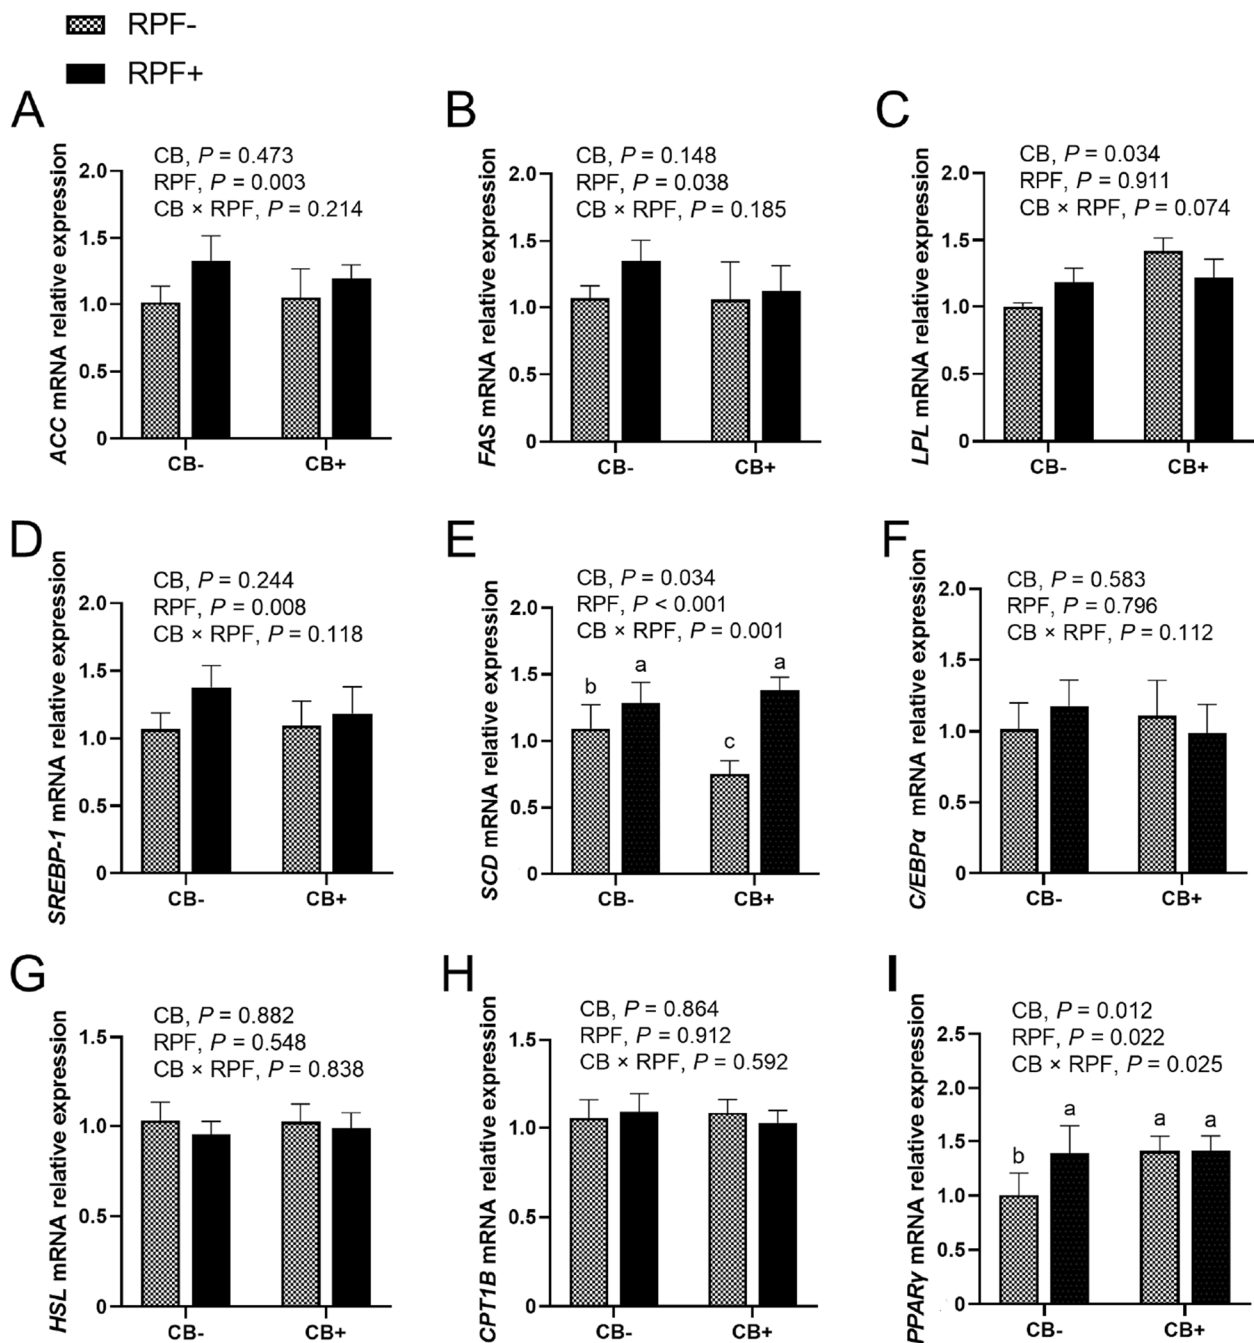 RPF-
RPF+
A
CB, P = 0.473
RPF, P = 0.003
CB × RPF, P = 0.214
ACC mRNA relative expression
2.0
1.5
1.0
0.5
0
CB-
CB+
B
CB, P = 0.148
RPF, P = 0.038
CB × RPF, P = 0.185
FAS mRNA relative expression
2.0
1.5
1.0
0.5
0
CB-
CB+
C
CB, P = 0.034
RPF, P = 0.911
CB × RPF, P = 0.074
LPL mRNA relative expression
2.0
1.5
1.0
0.5
0
CB-
CB+
D
CB, P = 0.244
RPF, P = 0.008
CB × RPF, P = 0.118
SREBP-1 mRNA relative expression
2.0
1.5
1.0
0.5
0
CB-
CB+
E
CB, P = 0.034
RPF, P < 0.001
CB × RPF, P = 0.001
SCD mRNA relative expression
2.0
1.5
1.0
0.5
0
b
a
c
a
CB-
CB+
F
CB, P = 0.583
RPF, P = 0.796
CB × RPF, P = 0.112
C/EBPα mRNA relative expression
2.0
1.5
1.0
0.5
0
CB-
CB+
G
CB, P = 0.882
RPF, P = 0.548
CB × RPF, P = 0.838
HSL mRNA relative expression
1.5
1.0
0.5
0
CB-
CB+
H
CB, P = 0.864
RPF, P = 0.912
CB × RPF, P = 0.592
CPT1B mRNA relative expression
1.5
1.0
0.5
0
CB-
CB+
I
CB, P = 0.012
RPF, P = 0.022
CB × RPF, P = 0.025
PPARγ mRNA relative expression
2.5
2.0
1.5
1.0
0.5
0
b
a
a
a
CB-
CB+